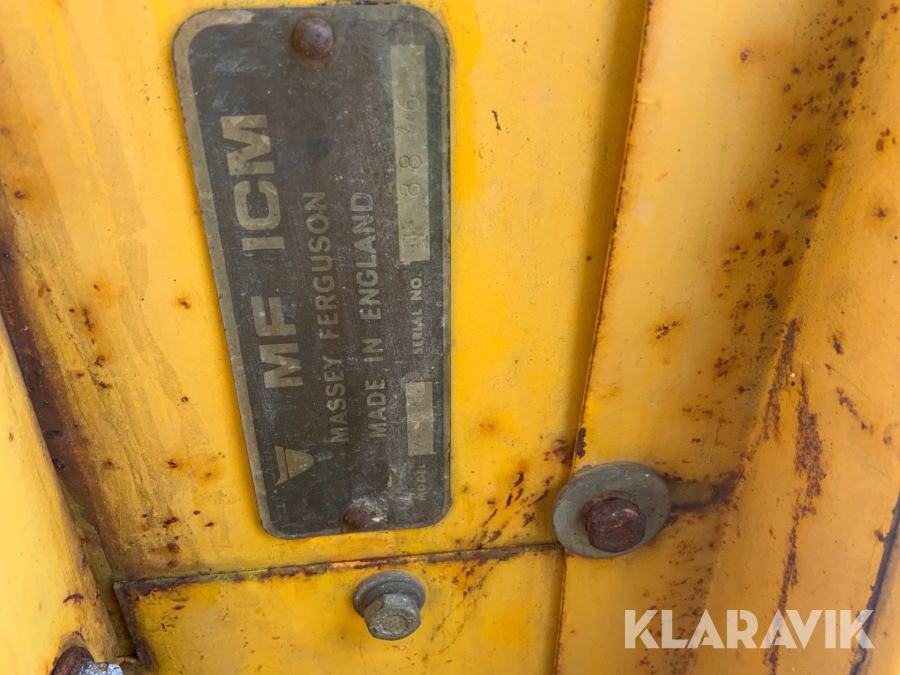 MF ICM
MASSEY FERGUSON
MADE IN ENGLAND
MODEL
SERIAL NO.
KLARAVIK